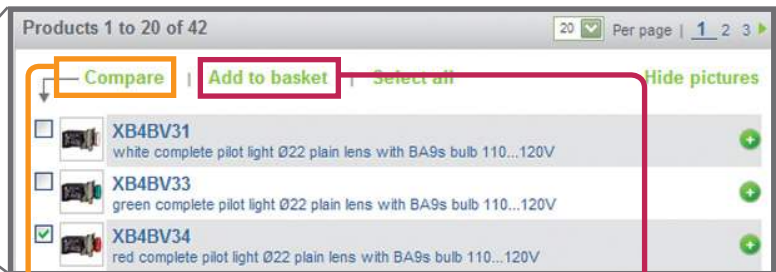 Products 1 to 20 of 42 20 Per page | 1 2 3
Compare | Add to basket | Select all Hide pictures
XB4BV31
white complete pilot light Ø22 plain lens with BA9s bulb 110...120V
XB4BV33
green complete pilot light Ø22 plain lens with BA9s bulb 110...120V
XB4BV34
red complete pilot light Ø22 plain lens with BA9s bulb 110...120V